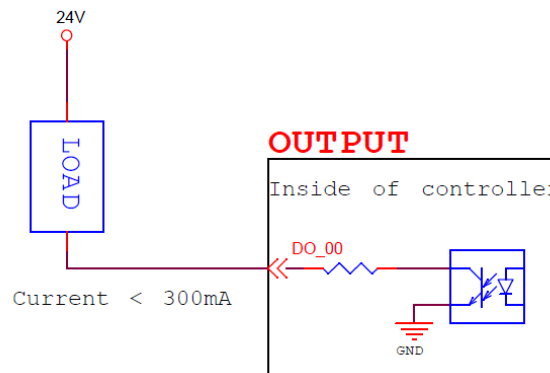 24V
LOAD
OUTPUT
Inside of controller
DO_00
Current < 300mA
GND